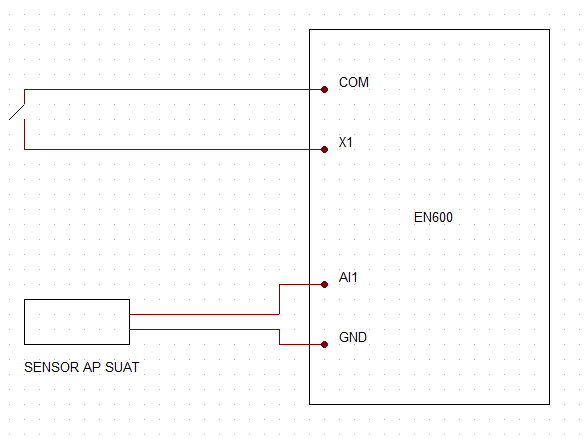 COM
X1
EN600
AI1
GND
SENSOR AP SUAT